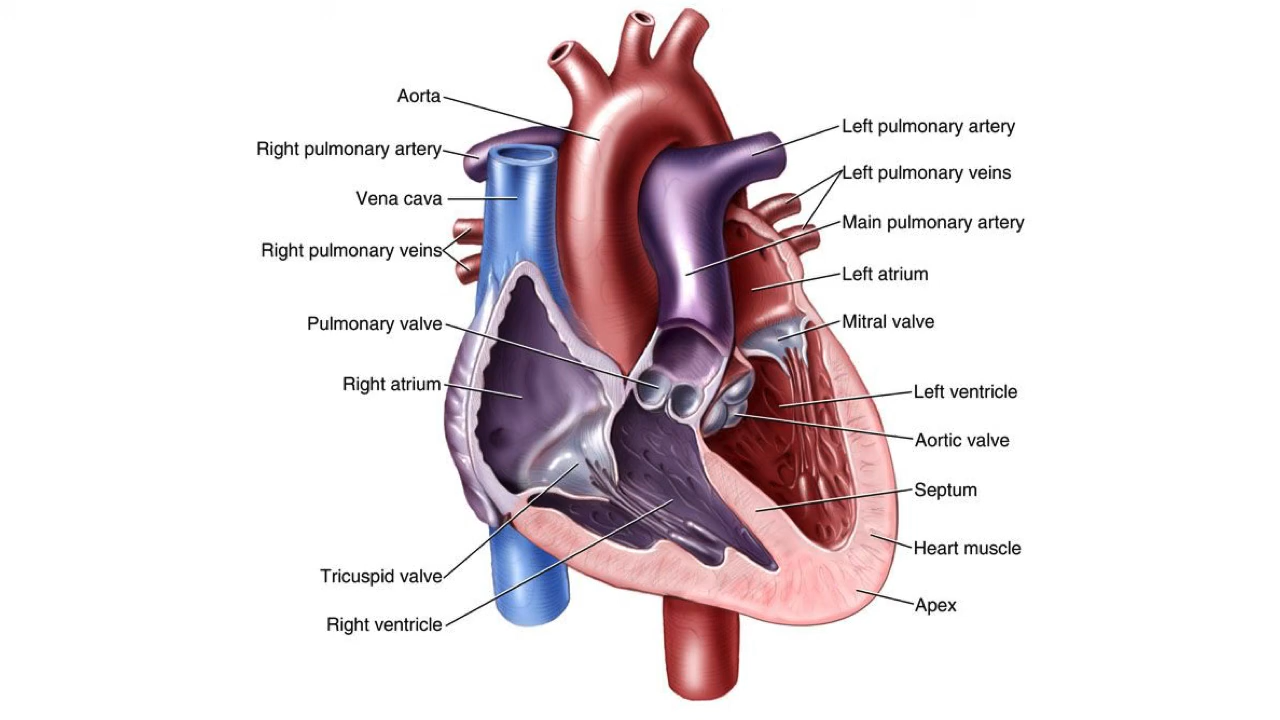 Aorta
Right pulmonary artery
Vena cava
Right pulmonary veins
Pulmonary valve
Right atrium
Tricuspid valve
Right ventricle
Left pulmonary artery
Left pulmonary veins
Main pulmonary artery
Left atrium
Mitral valve
Left ventricle
Aortic valve
Septum
Heart muscle
Apex